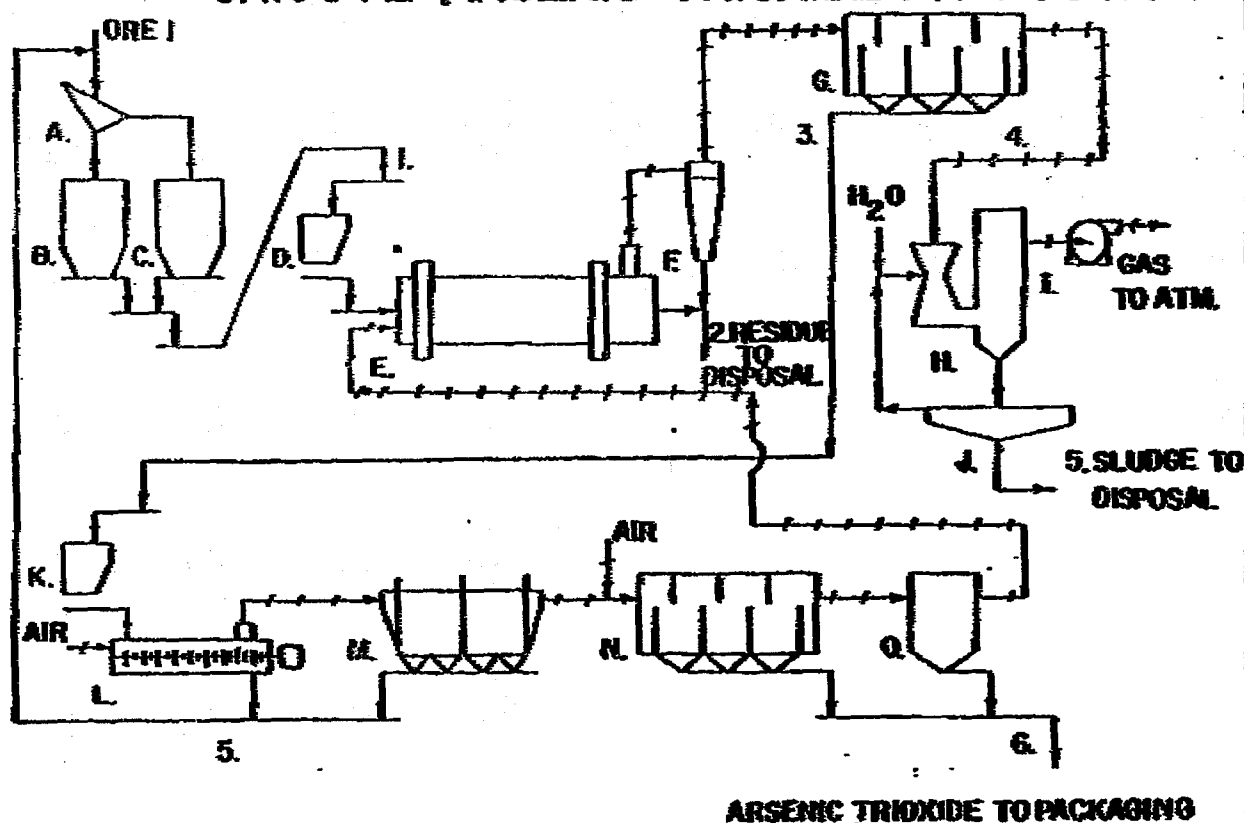 ORE 1
A.
G.
3.
4.
1.
H2O
B.
C.
D.
F.
GAS
TO ATM.
I.
E.
2. RESIDUE
TO
DISPOSAL
H.
J.
5. SLUDGE TO
DISPOSAL
AIR
K.
AIR
L.
M.
N.
O.
5.
6.
ARSENIC TRIOXIDE TO PACKAGING